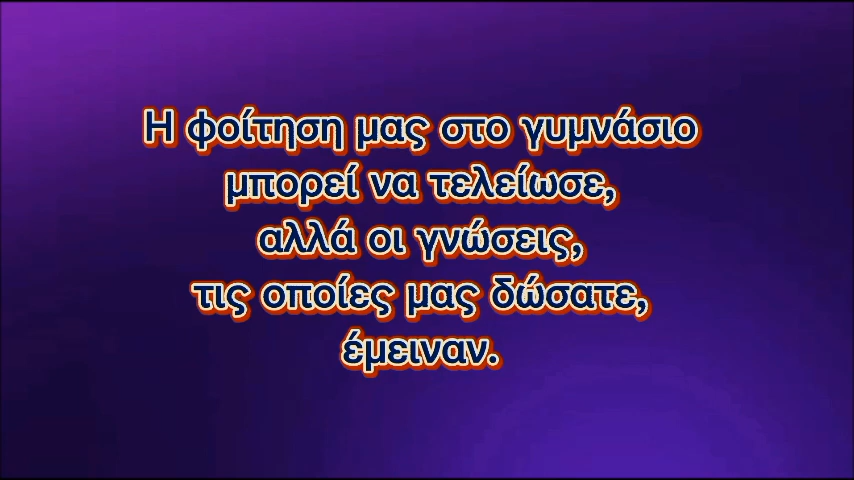 Η φοίτηση μας στο γυμνάσιο
μπορεί να τελείωσε,
αλλά οι γνώσεις,
τις οποίες μας δώσατε,
έμειναν.